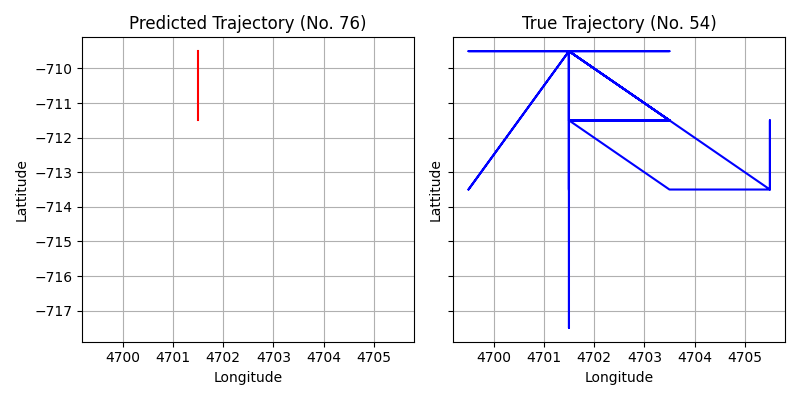 Predicted Trajectory (No. 76)
True Trajectory (No. 54)
−710
−711
−712
−713
−714
−715
−716
−717
Lattitude
Lattitude
4700 4701 4702 4703 4704 4705
4700 4701 4702 4703 4704 4705
Longitude
Longitude